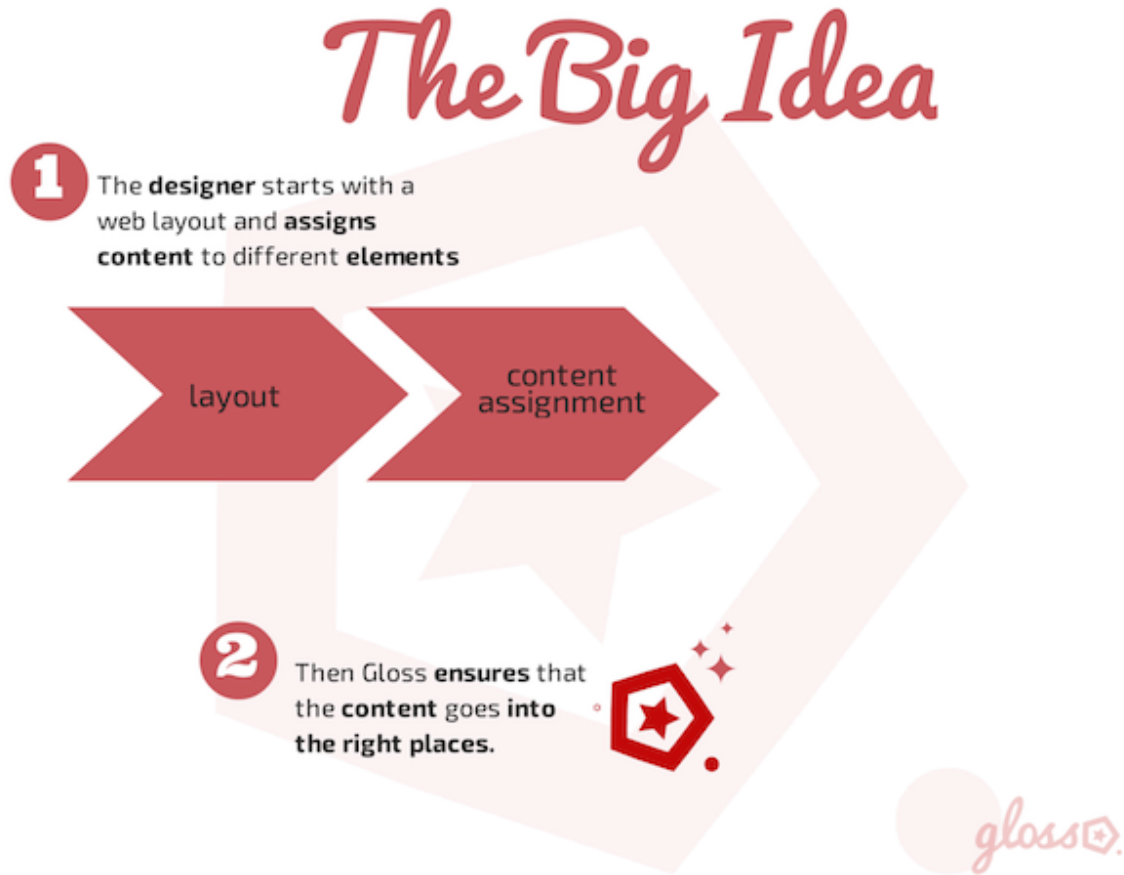 The Big Idea
1
The designer starts with a
web layout and assigns
content to different elements
layout
content
assignment
2
Then Gloss ensures that
the content goes into
the right places.
gloss